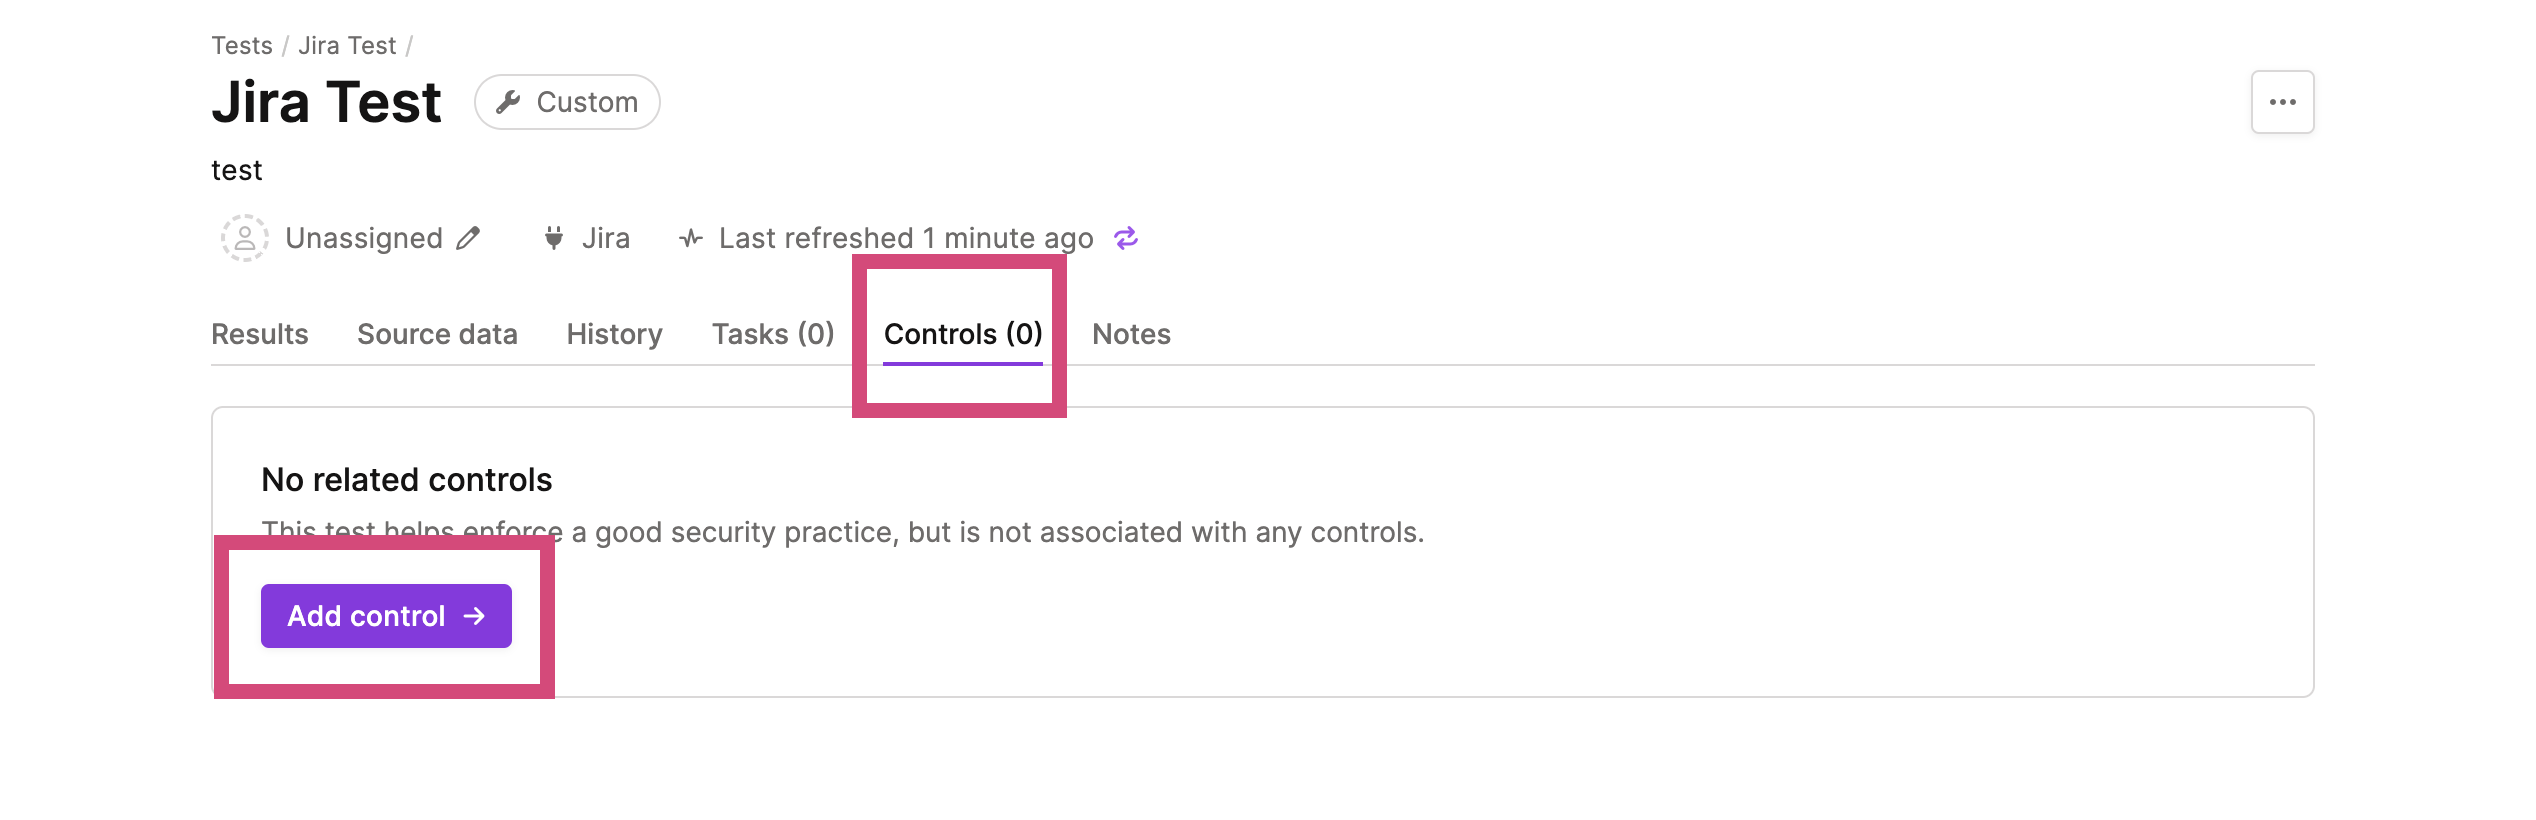 Tests / Jira Test /
Jira Test Custom
test
Unassigned Jira Last refreshed 1 minute ago
Results Source data History Tasks (0) Controls (0) Notes
No related controls
This test helps enforce a good security practice, but is not associated with any controls.
Add control →